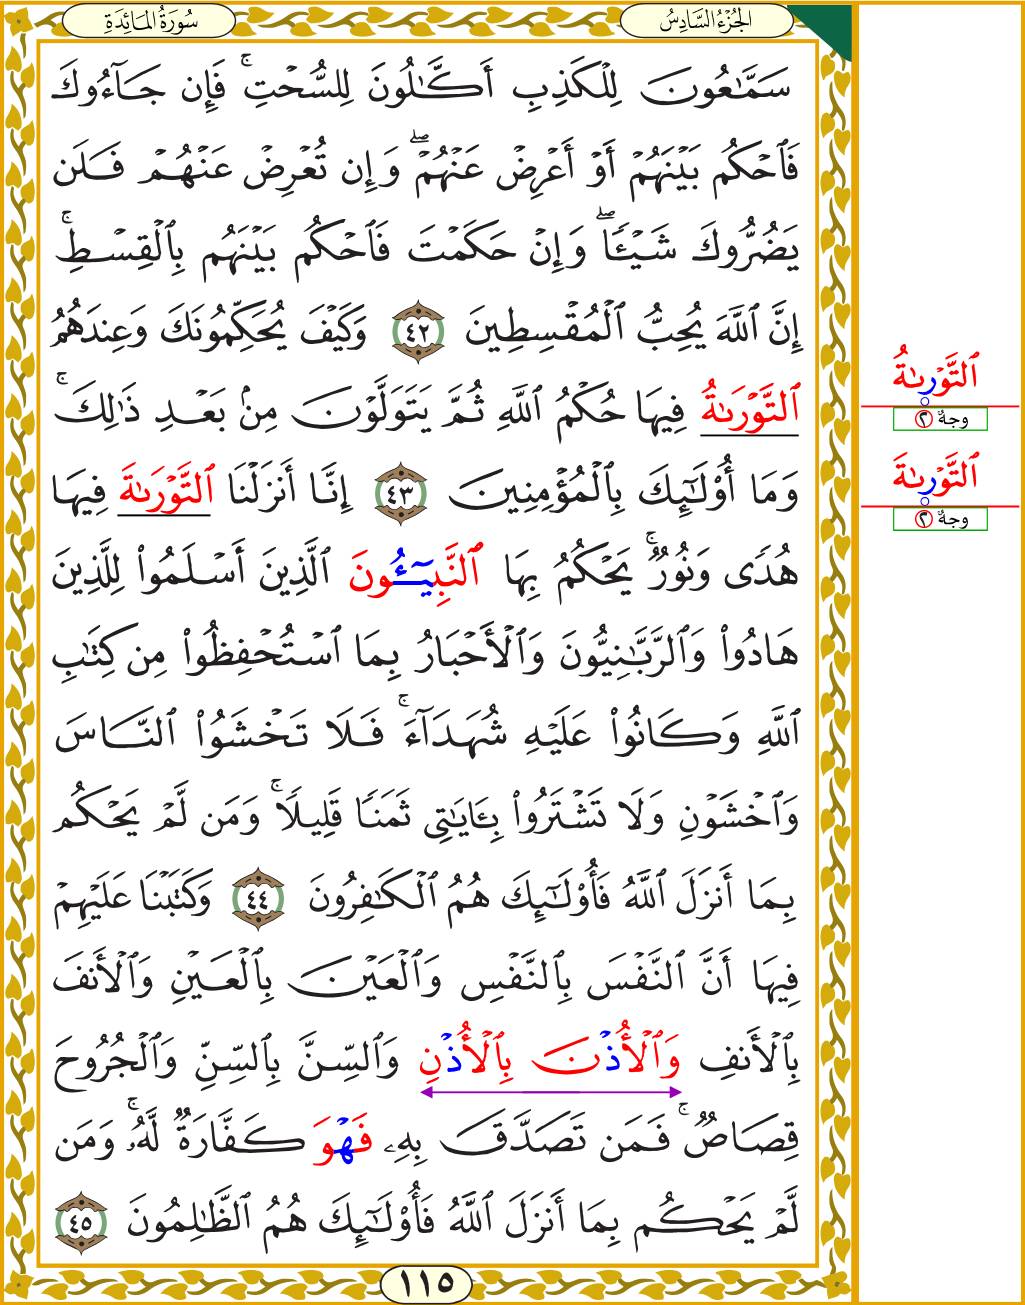 سُورَةُ المَائِدَةِ
الجُزْءُ السَّادِسُ
سَمَّٰعُونَ لِلۡكَذِبِ أَكَّٰلُونَ لِلسُّحۡتِۚ فَإِن جَآءُوكَ
فَٱحۡكُم بَيۡنَهُمۡ أَوۡ أَعۡرِضۡ عَنۡهُمۡۖ وَإِن تُعۡرِضۡ عَنۡهُمۡ فَلَن
يَضُرُّوكَ شَيۡـٔٗاۖ وَإِنۡ حَكَمۡتَ فَٱحۡكُم بَيۡنَهُم بِٱلۡقِسۡطِۚ
إِنَّ ٱللَّهَ يُحِبُّ ٱلۡمُقۡسِطِينَ ٤٢ وَكَيۡفَ يُحَكِّمُونَكَ وَعِندَهُمُ
ٱلتَّوۡرَىٰةُ فِيهَا حُكۡمُ ٱللَّهِ ثُمَّ يَتَوَلَّوۡنَ مِنۢ بَعۡدِ ذَٰلِكَۚ
وَمَآ أُوْلَٰٓئِكَ بِٱلۡمُؤۡمِنِينَ ٤٣ إِنَّآ أَنزَلۡنَا ٱلتَّوۡرَىٰةَ فِيهَا
هُدٗى وَنُورٞۚ يَحۡكُمُ بِهَا ٱلنَّبِيٓـُٔونَ ٱلَّذِينَ أَسۡلَمُواْ لِلَّذِينَ
هَادُواْ وَٱلرَّبَّٰنِيُّونَ وَٱلۡأَحۡبَارُ بِمَا ٱسۡتُحۡفِظُواْ مِن كِتَٰبِ
ٱللَّهِ وَكَانُواْ عَلَيۡهِ شُهَدَآءَۚ فَلَا تَخۡشَوُاْ ٱلنَّاسَ
وَٱخۡشَوۡنِ وَلَا تَشۡتَرُواْ بِـَٔايَٰتِي ثَمَنٗا قَلِيلٗاۚ وَمَن لَّمۡ يَحۡكُم
بِمَآ أَنزَلَ ٱللَّهُ فَأُوْلَٰٓئِكَ هُمُ ٱلۡكَٰفِرُونَ ٤٤ وَكَتَبۡنَا عَلَيۡهِمۡ
فِيهَآ أَنَّ ٱلنَّفۡسَ بِٱلنَّفۡسِ وَٱلۡعَيۡنَ بِٱلۡعَيۡنِ وَٱلۡأَنفَ
بِٱلۡأَنفِ وَٱلۡأُذۡنَ بِٱلۡأُذۡنِ وَٱلسِّنَّ بِٱلسِّنِّ وَٱلۡجُرُوحَ
قِصَاصٞۚ فَمَن تَصَدَّقَ بِهِۦ فَهۡوَ كَفَّارَةٞ لَّهُۥۚ وَمَن
لَّمۡ يَحۡكُم بِمَآ أَنزَلَ ٱللَّهُ فَأُوْلَٰٓئِكَ هُمُ ٱلظَّٰلِمُونَ ٤٥
١١٥
ٱلتَّوۡرَىٰةُ
وجهٌ ٢
ٱلتَّوۡرَىٰةَ
وجهٌ ٢